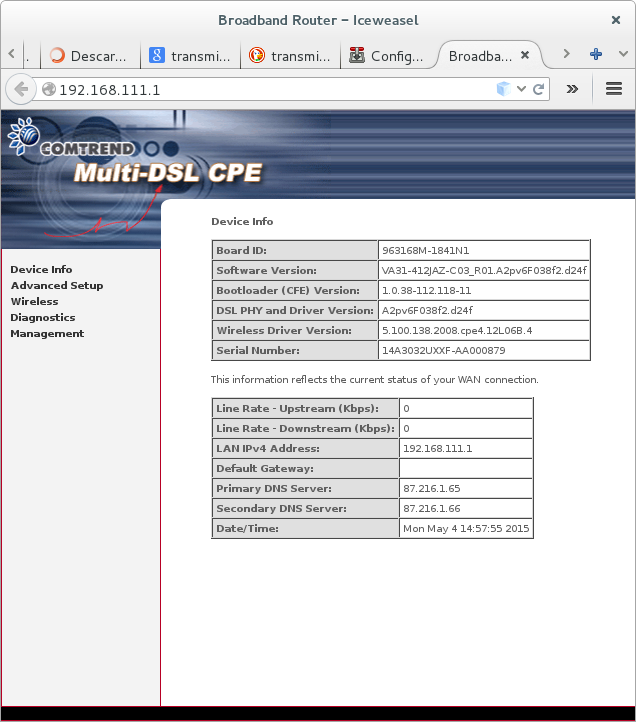 Broadband Router – Iceweasel
Descar... transmi... transmi... Config... Broadba...
192.168.111.1
COMTREND
Multi-DSL CPE
Device Info
Advanced Setup
Wireless
Diagnostics
Management
Device Info
Board ID: 963168M-1841N1
Software Version: VA31-412JAZ-C03_R01.A2pv6F038f2.d24f
Bootloader (CFE) Version: 1.0.38-112.118-11
DSL PHY and Driver Version: A2pv6F038f2.d24f
Wireless Driver Version: 5.100.138.2008.cpe4.12L06B.4
Serial Number: 14A3032UXXF-AA000879
This information reflects the current status of your WAN connection.
Line Rate - Upstream (Kbps): 0
Line Rate - Downstream (Kbps): 0
LAN IPv4 Address: 192.168.111.1
Default Gateway:
Primary DNS Server: 87.216.1.65
Secondary DNS Server: 87.216.1.66
Date/Time: Mon May 4 14:57:55 2015